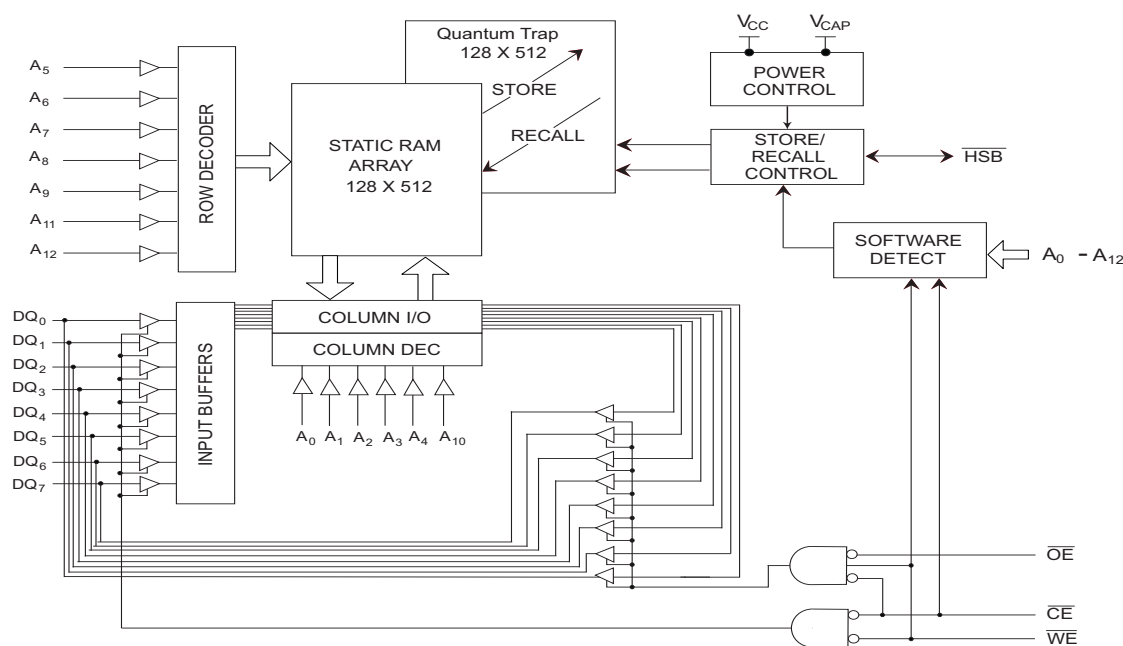 Quantum Trap
128 X 512
STORE
RECALL
STATIC RAM
ARRAY
128 X 512
ROW DECODER
A5
A6
A7
A8
A9
A11
A12
VCC
VCAP
POWER
CONTROL
STORE/
RECALL
CONTROL
HSB
SOFTWARE
DETECT
A0 - A12
COLUMN I/O
COLUMN DEC
A0 A1 A2 A3 A4 A10
INPUT BUFFERS
DQ0
DQ1
DQ2
DQ3
DQ4
DQ5
DQ6
DQ7
OE
CE
WE